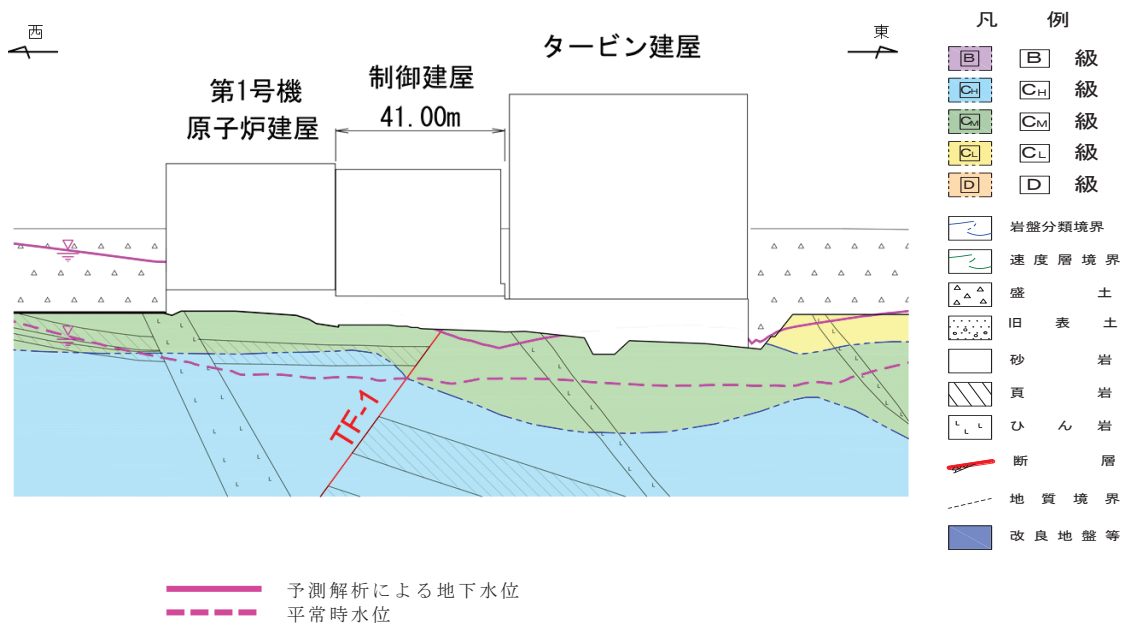 西
東
タービン建屋
制御建屋
41.00m
第1号機
原子炉建屋
TF-1
凡 例
B B 級
CH CH 級
CM CM 級
CL CL 級
D D 級
岩盤分類境界
速度層境界
盛土
旧表土
砂岩
頁岩
ひん岩
断層
地質境界
改良地盤等
予測解析による地下水位
平常時水位